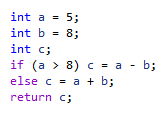 int a = 5;
int b = 8;
int c;
if (a > 8) c = a - b;
else c = a + b;
return c;